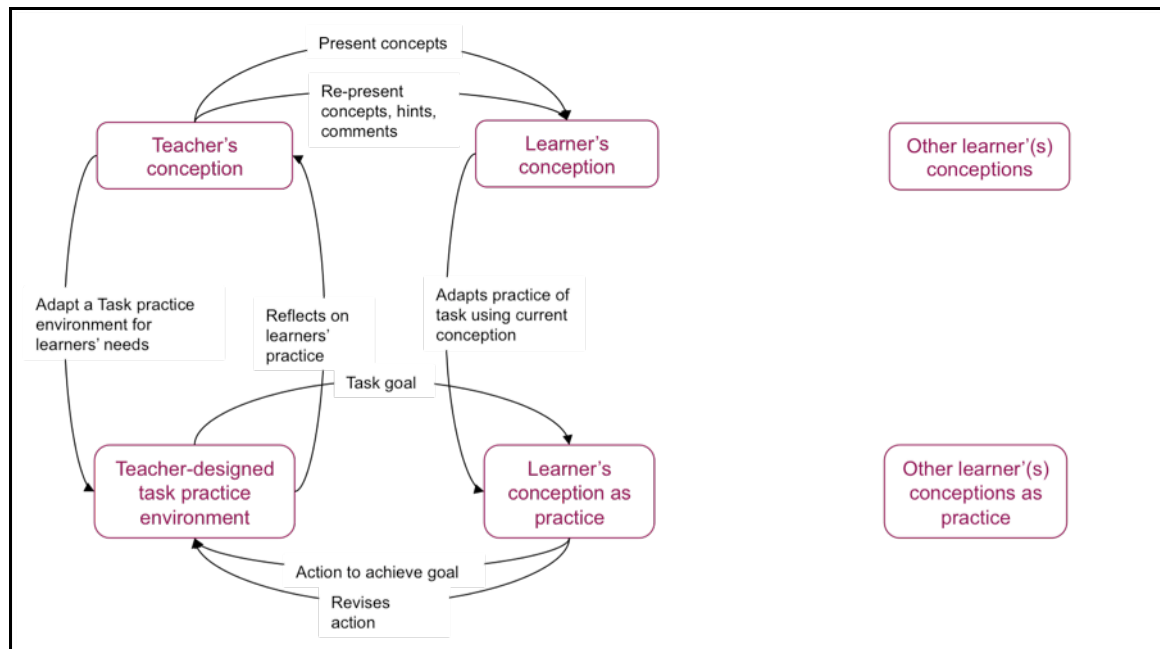 Present concepts
Re-present
concepts, hints,
comments
Teacher's
conception
Learner's
conception
Other learner'(s)
conceptions
Adapt a Task practice
environment for
learners' needs
Reflects on
learners'
practice
Adapts practice of
task using current
conception
Task goal
Teacher-designed
task practice
environment
Learner's
conception as
practice
Other learner'(s)
conceptions as
practice
Action to achieve goal
Revises
action